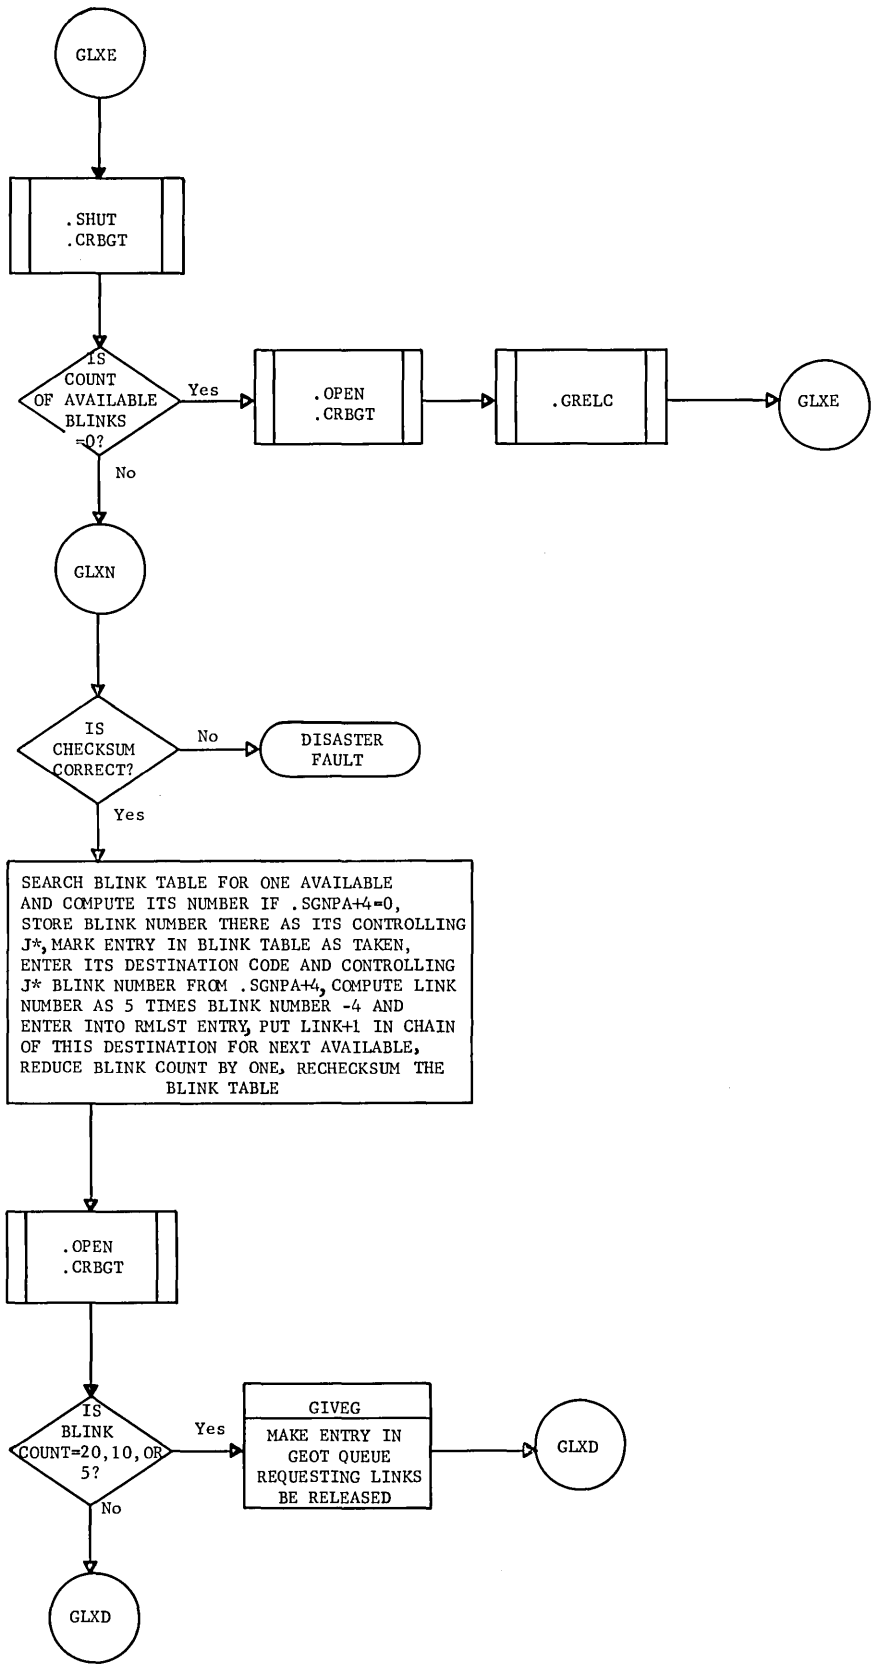 GLXE
.SHUT
.CRBGT
IS
COUNT
OF AVAILABLE
BLINKS
=0?
Yes
.OPEN
.CRBGT
.GRELC
GLXE
No
GLXN
IS
CHECKSUM
CORRECT?
No
DISASTER
FAULT
Yes
SEARCH BLINK TABLE FOR ONE AVAILABLE
AND COMPUTE ITS NUMBER IF .SGNPA+4=0,
STORE BLINK NUMBER THERE AS ITS CONTROLLING
J*, MARK ENTRY IN BLINK TABLE AS TAKEN,
ENTER ITS DESTINATION CODE AND CONTROLLING
J* BLINK NUMBER FROM .SGNPA+4, COMPUTE LINK
NUMBER AS 5 TIMES BLINK NUMBER -4 AND
ENTER INTO RMLST ENTRY, PUT LINK+1 IN CHAIN
OF THIS DESTINATION FOR NEXT AVAILABLE,
REDUCE BLINK COUNT BY ONE, RECHECKSUM THE
BLINK TABLE
.OPEN
.CRBGT
IS
BLINK
COUNT=20,10,OR
5?
Yes
GIVEG
MAKE ENTRY IN
GEOT QUEUE
REQUESTING LINKS
BE RELEASED
GLXD
No
GLXD